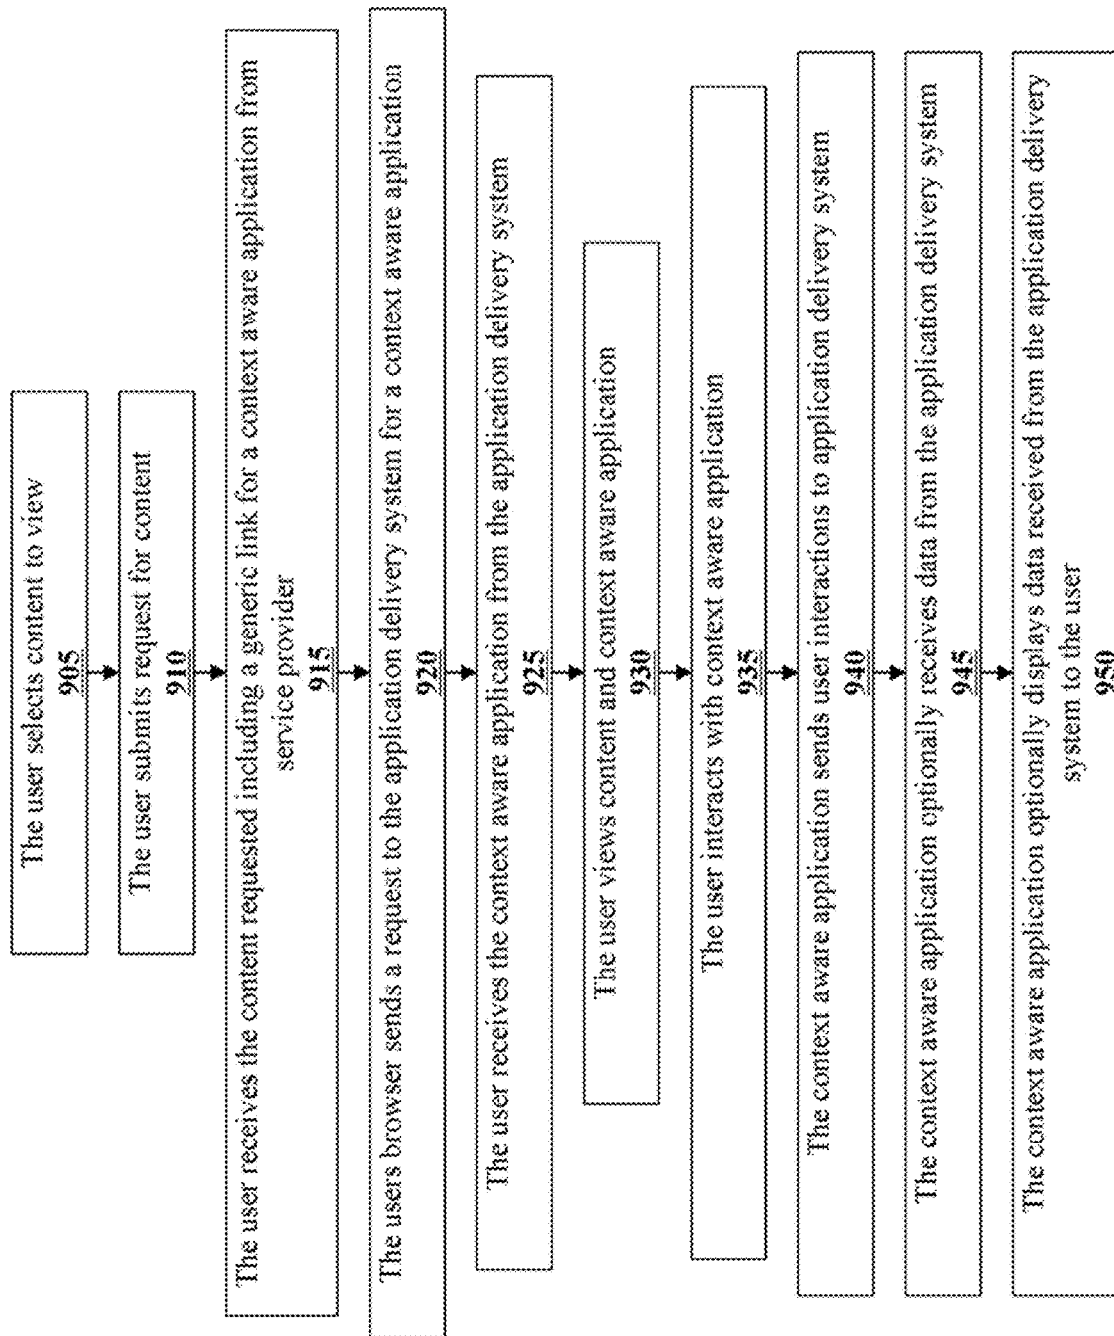 The user selects content to view
905
The user submits request for content
910
The user receives the content requested including a generic link for a context aware application from
service provider
915
The users browser sends a request to the application delivery system for a context aware application
920
The user receives the context aware application from the application delivery system
925
The user views content and context aware application
930
The user interacts with context aware application
935
The context aware application sends user interactions to application delivery system
940
The context aware application optionally receives data from the application delivery system
945
The context aware application optionally displays data received from the application delivery
system to the user
950